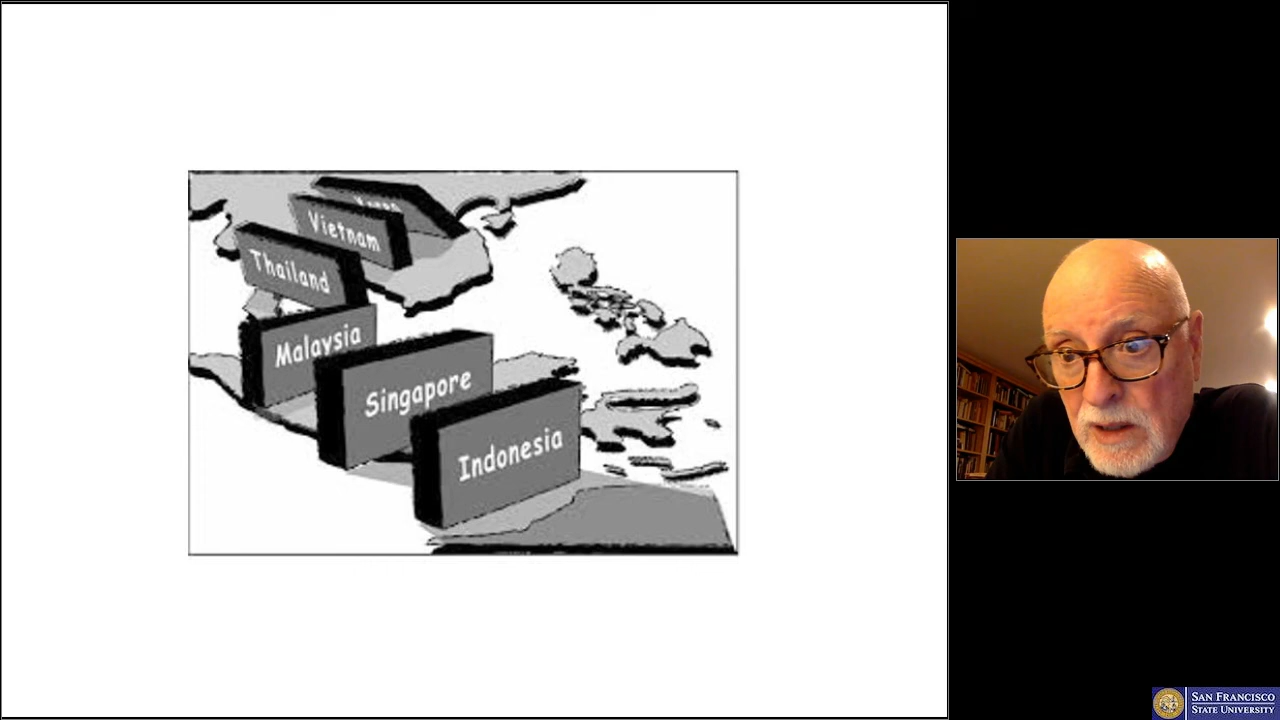 Vietnam
Thailand
Malaysia
Singapore
Indonesia
SAN FRANCISCO
STATE UNIVERSITY